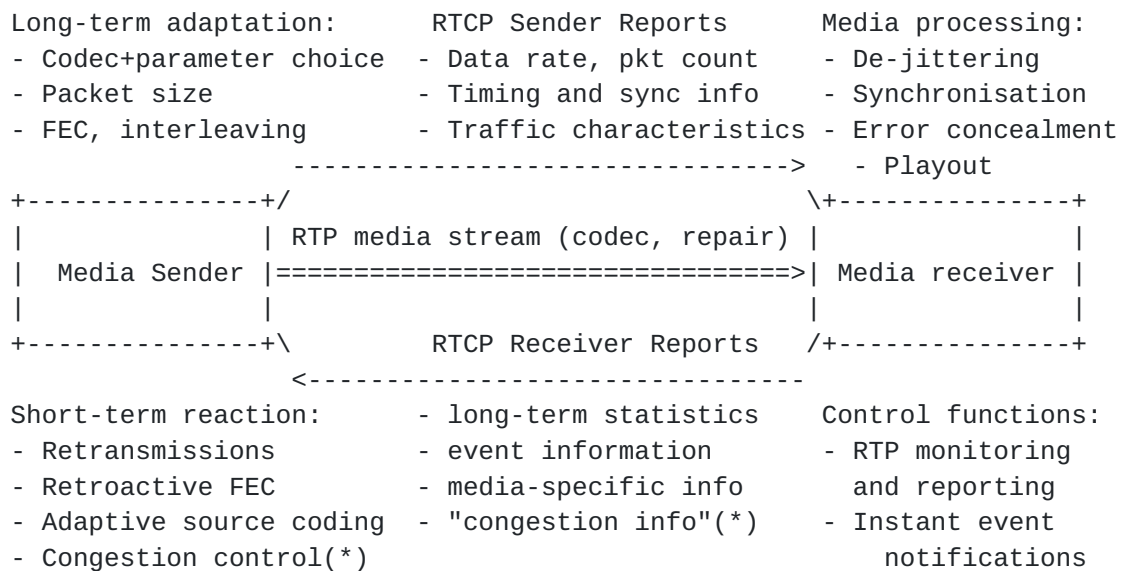 Long-term adaptation:      RTCP Sender Reports      Media processing:
- Codec+parameter choice  - Data rate, pkt count    - De-jittering
- Packet size             - Timing and sync info    - Synchronisation
- FEC, interleaving       - Traffic characteristics - Error concealment
                  -------------------------------->   - Playout
+---------------+/                                 \+---------------+
|               | RTP media stream (codec, repair) |                |
|  Media Sender |=================================>| Media receiver |
|               |                                  |                |
+---------------+\         RTCP Receiver Reports   /+---------------+
                  <--------------------------------
Short-term reaction:      - long-term statistics    Control functions:
- Retransmissions         - event information       - RTP monitoring
- Retroactive FEC         - media-specific info       and reporting
- Adaptive source coding  - "congestion info"(*)    - Instant event
- Congestion control(*)                                 notifications